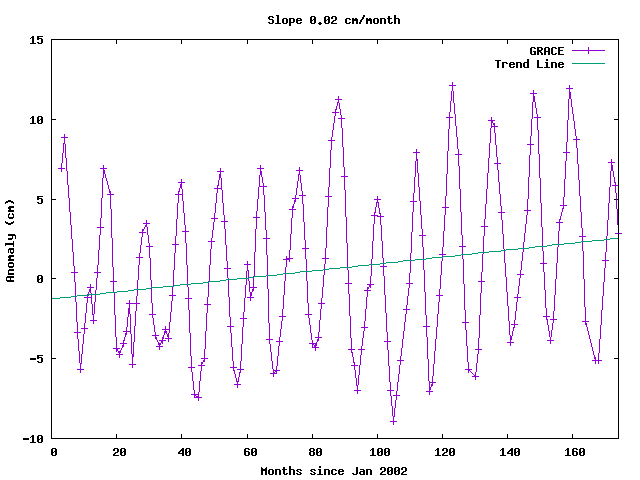 Slope 0.02 cm/month
15
GRACE
Trend Line
10
5
0
-5
-10
Anomaly (cm)
0 20 40 60 80 100 120 140 160
Months since Jan 2002